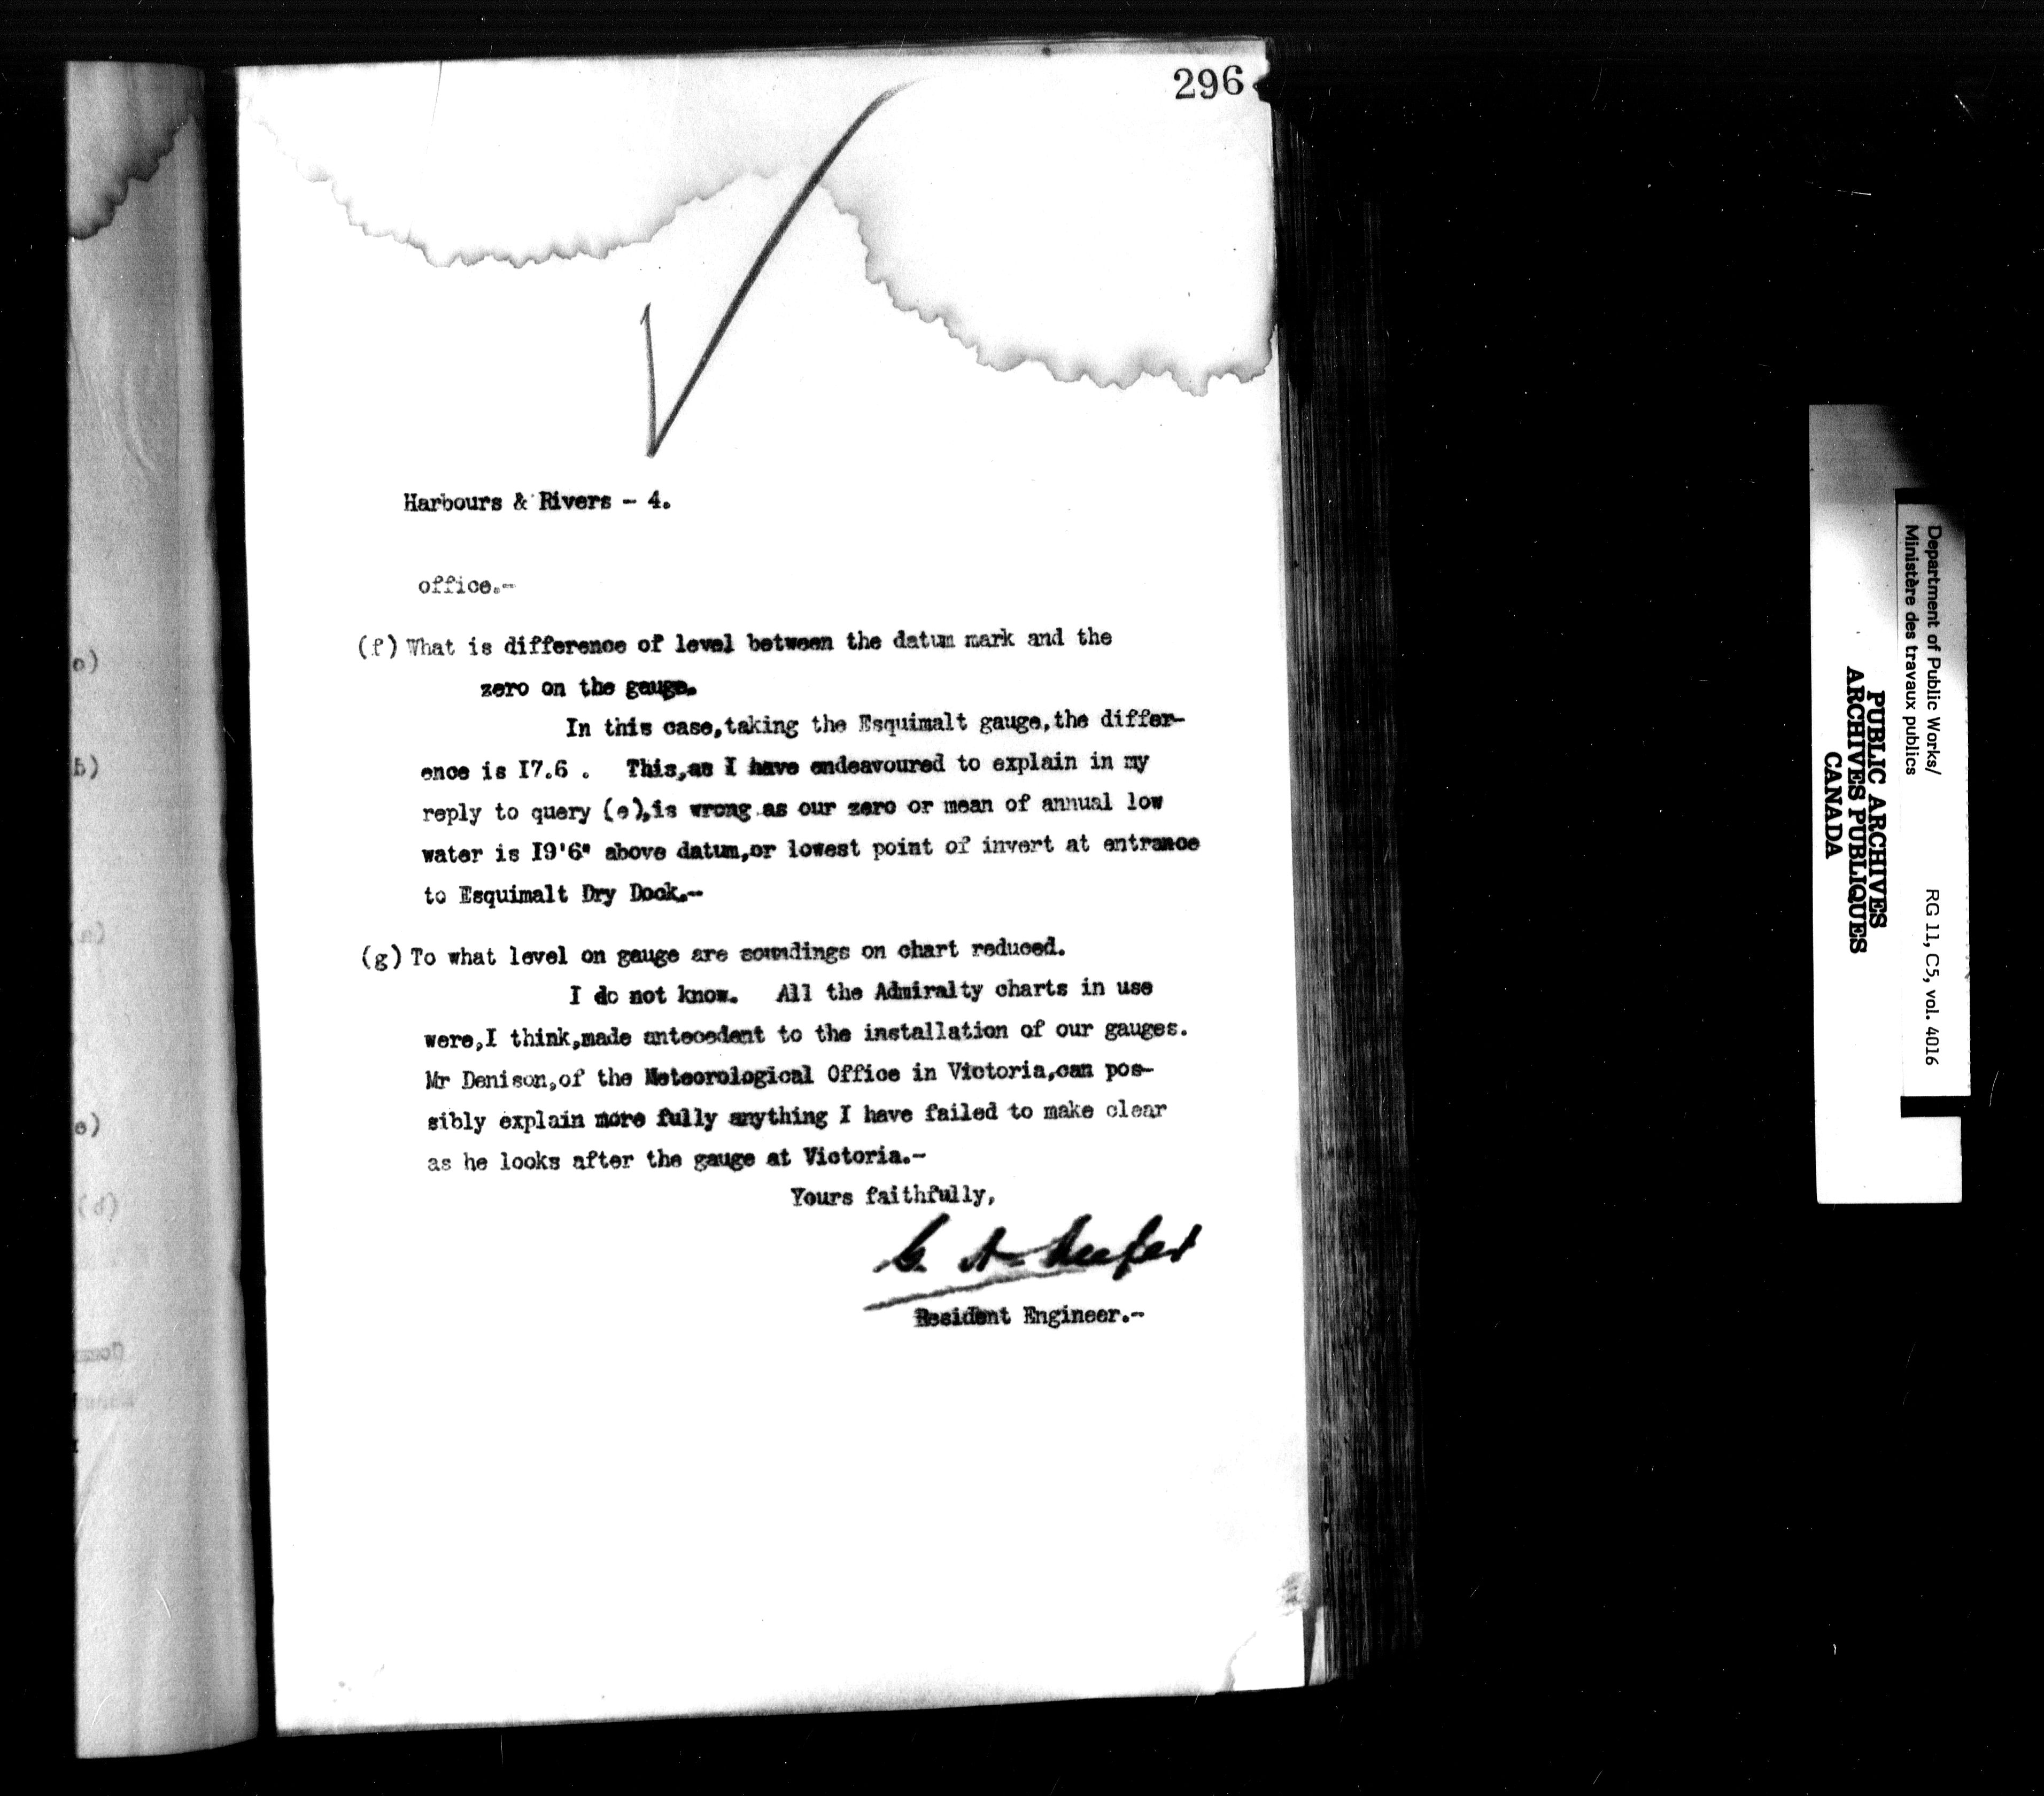 296
Harbours & Rivers - 4.
office.-
(f) What is difference of level between the datum mark and the
zero on the gauge.
In this case,taking the Esquimalt gauge,the differ-
ence is I7.6 . This,as I have endeavoured to explain in my
reply to query (e),is wrong as our zero or mean of annual low
water is I9'6" above datum,or lowest point of invert at entrance
to Esquimalt Dry Dock.-
(g) To what level on gauge are soundings on chart reduced.
I do not know. All the Admiralty charts in use
were,I think,made antecedent to the installation of our gauges.
Mr Denison,of the Meteorological Office in Victoria,can pos-
sibly explain more fully anything I have failed to make clear
as he looks after the gauge at Victoria.-
Yours faithfully,
G. A. Keefer
Resident Engineer.-
Department of Public Works/
Ministère des travaux publics
RG 11, C5, vol. 4016
PUBLIC ARCHIVES
ARCHIVES PUBLIQUES
CANADA